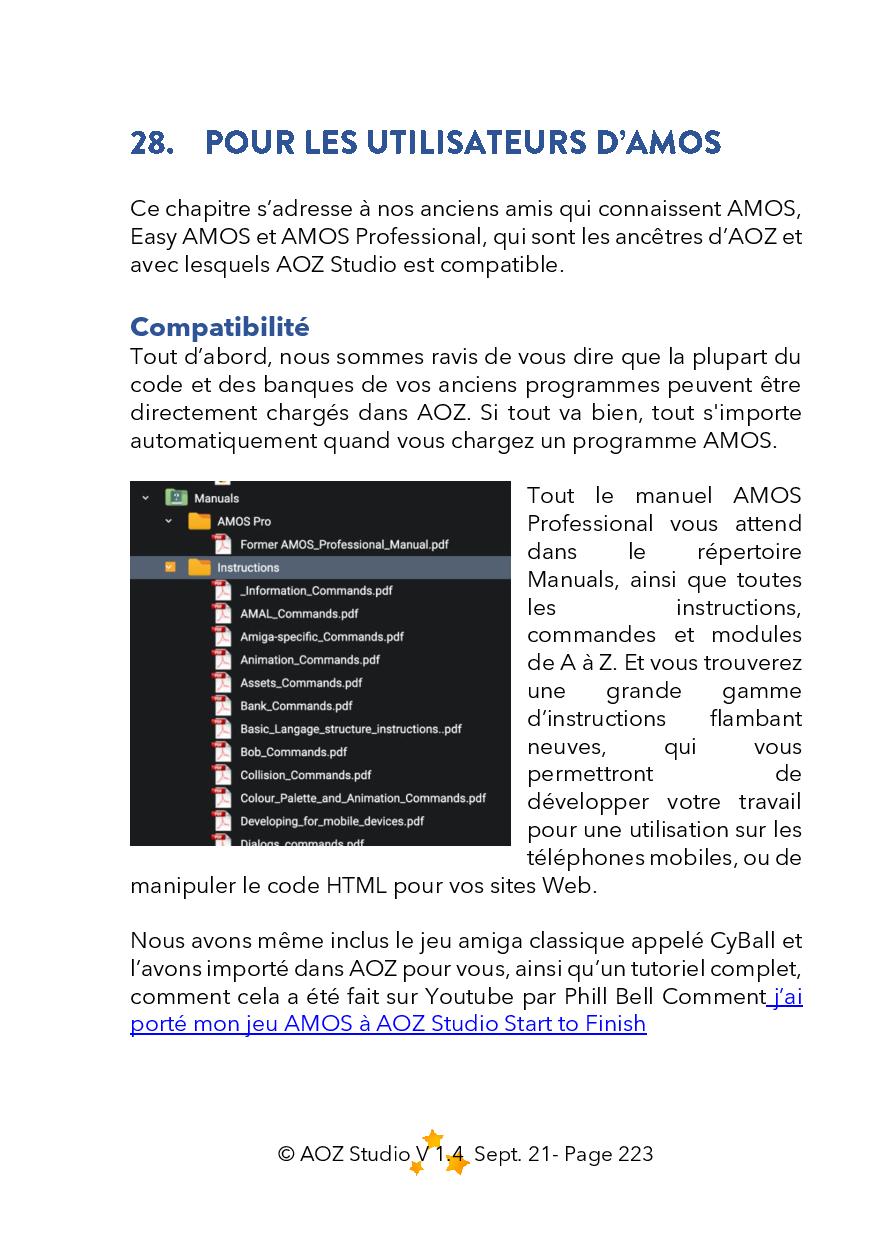 28. POUR LES UTILISATEURS D’AMOS
Ce chapitre s’adresse à nos anciens amis qui connaissent AMOS,
Easy AMOS et AMOS Professional, qui sont les ancêtres d’AOZ et
avec lesquels AOZ Studio est compatible.
Compatibilité
Tout d’abord, nous sommes ravis de vous dire que la plupart du
code et des banques de vos anciens programmes peuvent être
directement chargés dans AOZ. Si tout va bien, tout s'importe
automatiquement quand vous chargez un programme AMOS.
Manuals
AMOS Pro
Former AMOS_Professional_Manual.pdf
Instructions
_Information_Commands.pdf
AMAL_Commands.pdf
Amiga-specific_Commands.pdf
Animation_Commands.pdf
Assets_Commands.pdf
Bank_Commands.pdf
Basic_Langage_structure_instructions..pdf
Bob_Commands.pdf
Collision_Commands.pdf
Colour_Palette_and_Animation_Commands.pdf
Developing_for_mobile_devices.pdf
Dialogs_commands.pdf
Tout le manuel AMOS
Professional vous attend
dans le répertoire
Manuals, ainsi que toutes
les instructions,
commandes et modules
de A à Z. Et vous trouverez
une grande gamme
d’instructions flambant
neuves, qui vous
permettront de
développer votre travail
pour une utilisation sur les
téléphones mobiles, ou de
manipuler le code HTML pour vos sites Web.
Nous avons même inclus le jeu amiga classique appelé CyBall et
l’avons importé dans AOZ pour vous, ainsi qu’un tutoriel complet,
comment cela a été fait sur Youtube par Phill Bell Comment j’ai
porté mon jeu AMOS à AOZ Studio Start to Finish
© AOZ Studio V 1.4 Sept. 21- Page 223